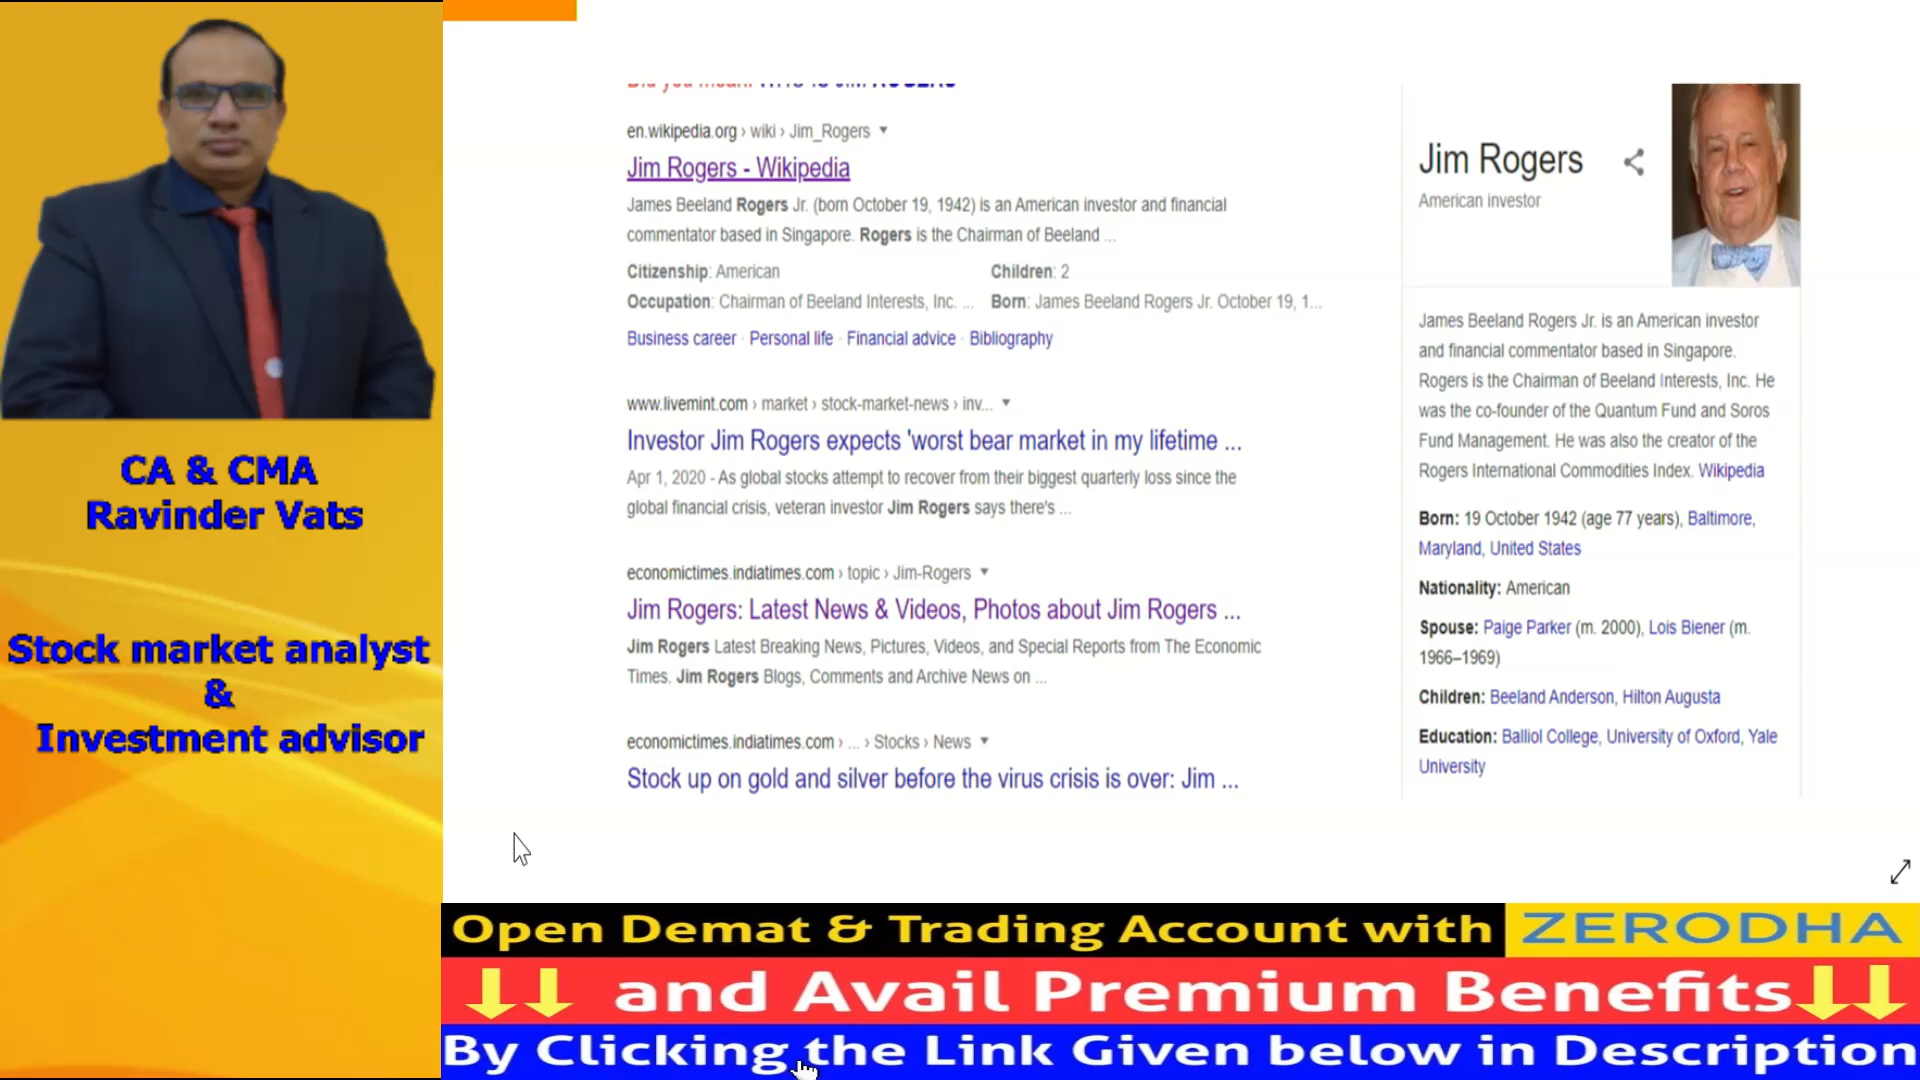 CA & CMA
Ravinder Vats
Stock market analyst
&
Investment advisor
en.wikipedia.org › wiki › Jim_Rogers
Jim Rogers - Wikipedia
James Beeland Rogers Jr. (born October 19, 1942) is an American investor and financial
commentator based in Singapore. Rogers is the Chairman of Beeland ...
Citizenship: American Children: 2
Occupation: Chairman of Beeland Interests, Inc. ... Born: James Beeland Rogers Jr. October 19, 1...
Business career · Personal life · Financial advice · Bibliography
www.livemint.com › market › stock-market-news › inv...
Investor Jim Rogers expects 'worst bear market in my lifetime ...
Apr 1, 2020 - As global stocks attempt to recover from their biggest quarterly loss since the
global financial crisis, veteran investor Jim Rogers says there's ...
economictimes.indiatimes.com › topic › Jim-Rogers
Jim Rogers: Latest News & Videos, Photos about Jim Rogers ...
Jim Rogers Latest Breaking News, Pictures, Videos, and Special Reports from The Economic
Times. Jim Rogers Blogs, Comments and Archive News on ...
economictimes.indiatimes.com › ... › Stocks › News
Stock up on gold and silver before the virus crisis is over: Jim ...
Jim Rogers
American investor
James Beeland Rogers Jr. is an American investor
and financial commentator based in Singapore.
Rogers is the Chairman of Beeland Interests, Inc. He
was the co-founder of the Quantum Fund and Soros
Fund Management. He was also the creator of the
Rogers International Commodities Index. Wikipedia
Born: 19 October 1942 (age 77 years), Baltimore,
Maryland, United States
Nationality: American
Spouse: Paige Parker (m. 2000), Lois Biener (m.
1966–1969)
Children: Beeland Anderson, Hilton Augusta
Education: Balliol College, University of Oxford, Yale
University
Open Demat & Trading Account with ZERODHA
and Avail Premium Benefits
By Clicking the Link Given below in Description